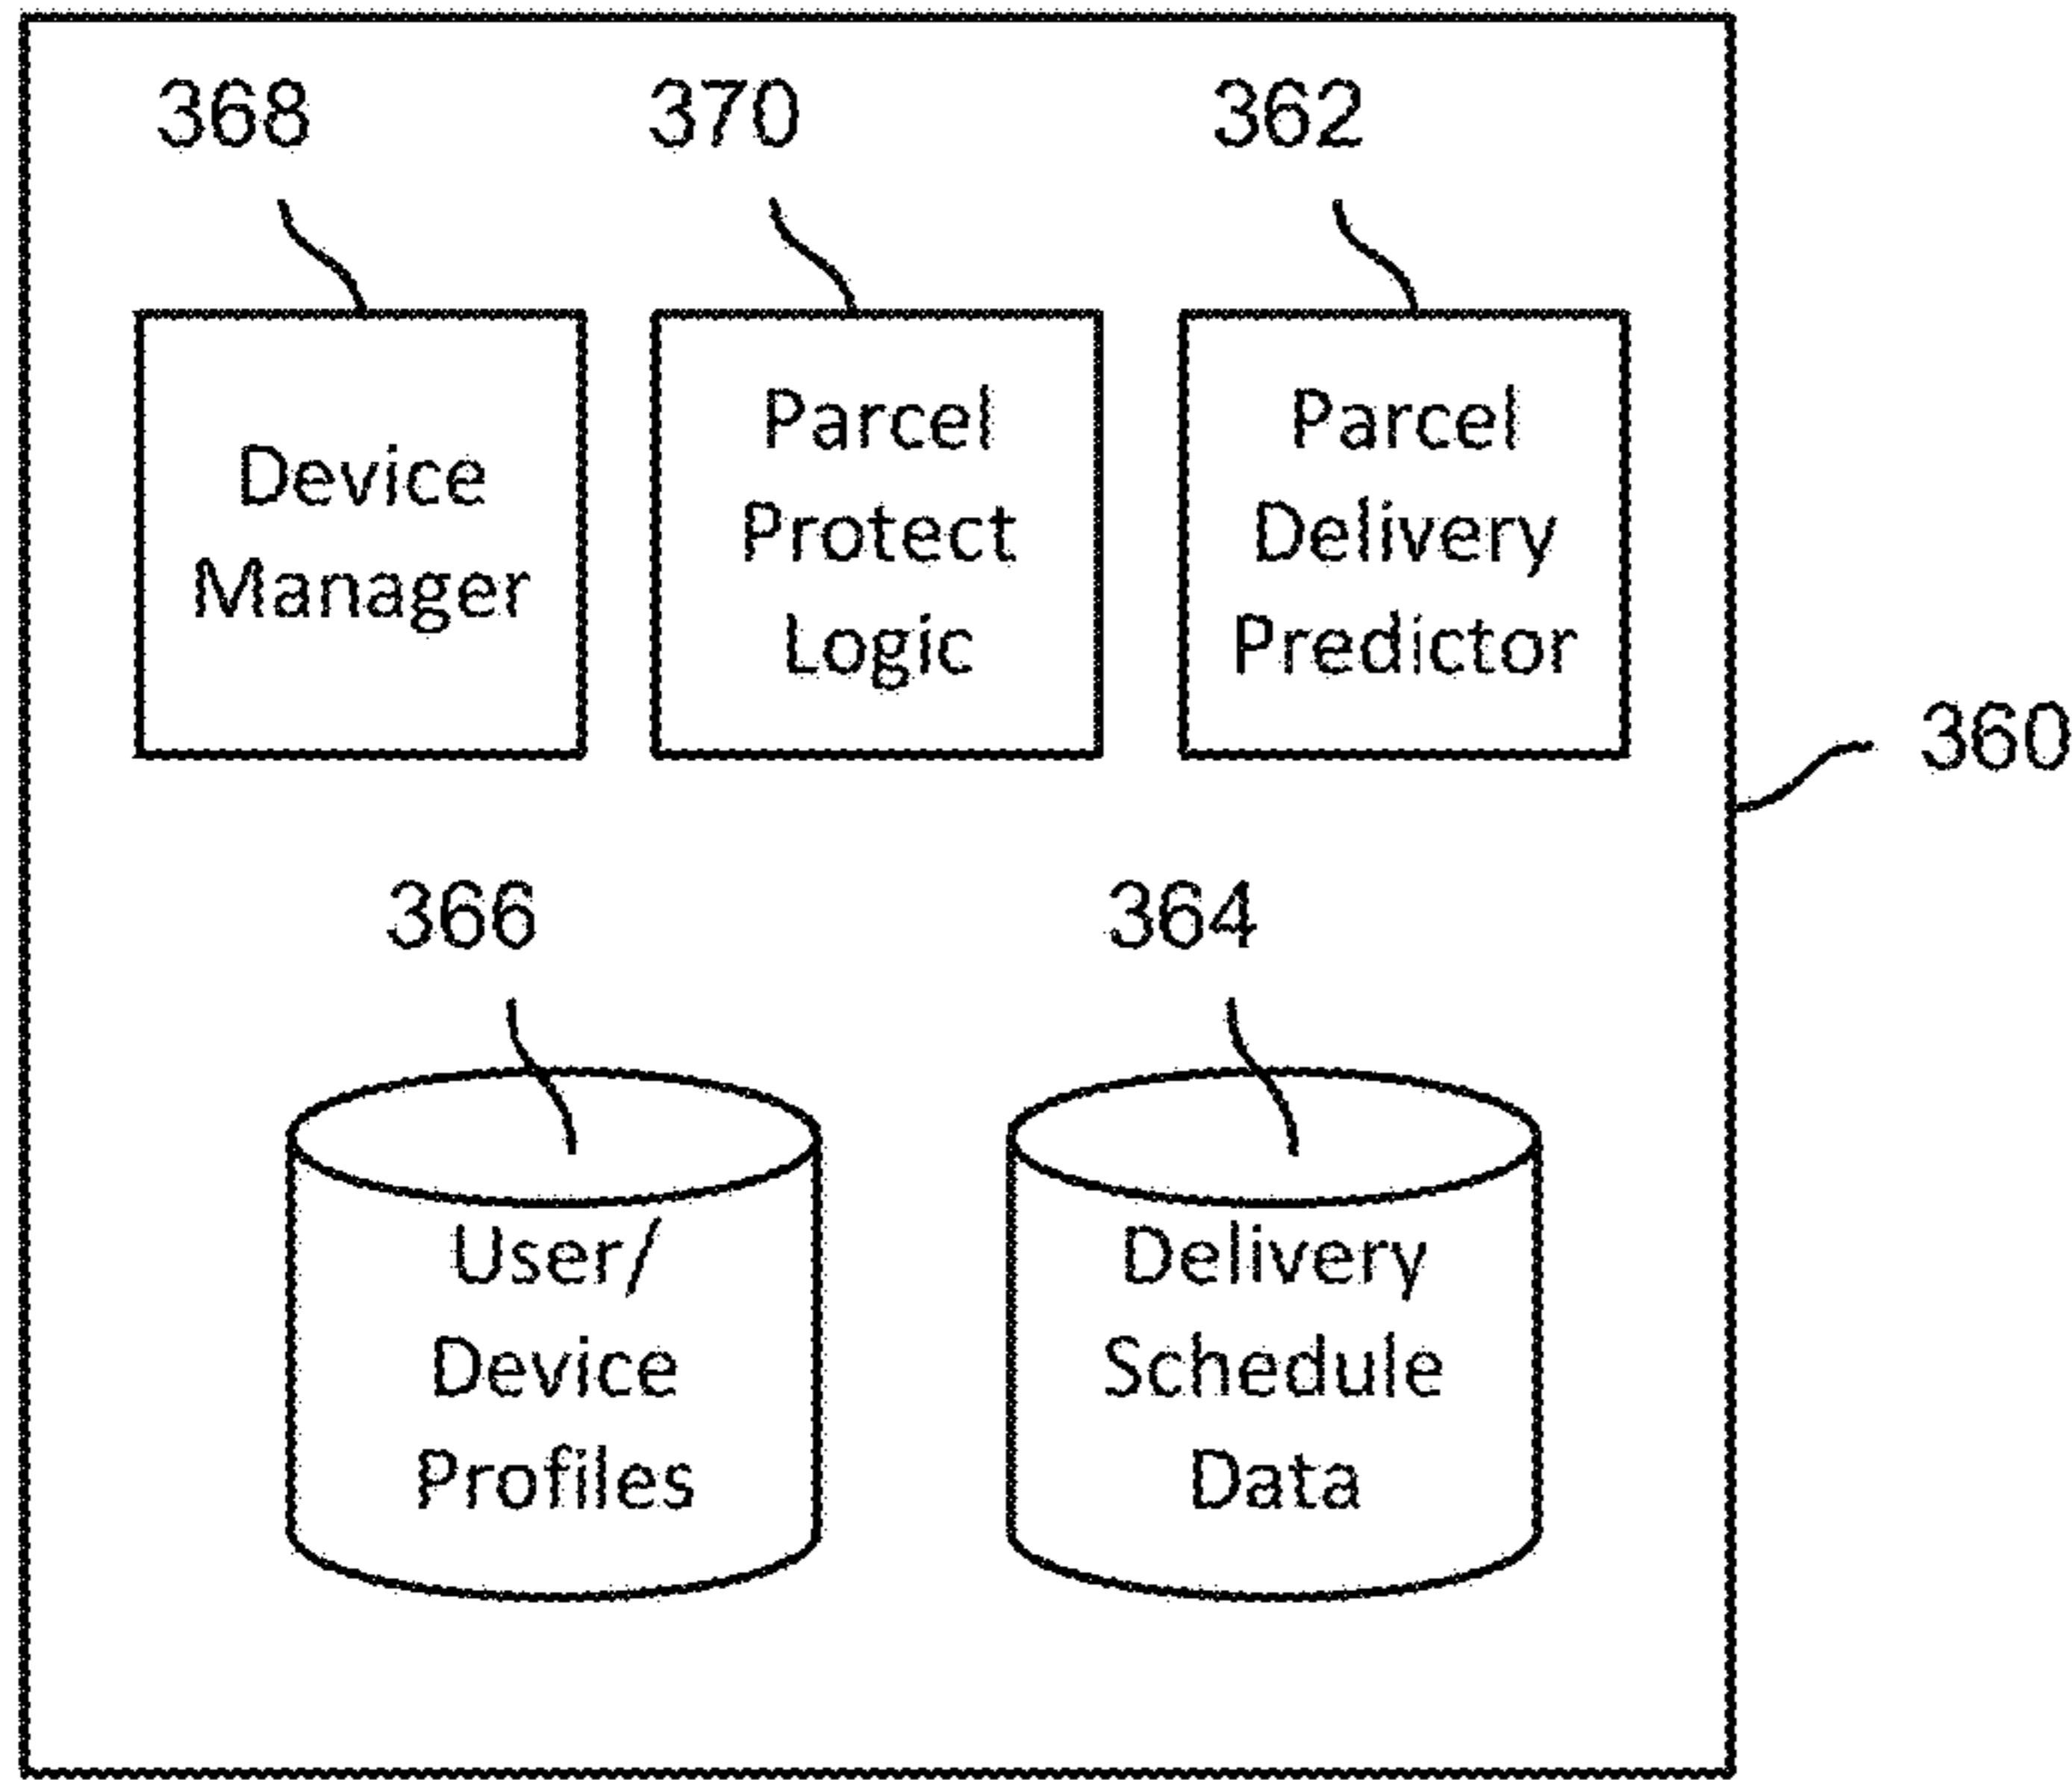 368
370
362
Device
Manager
Parcel
Protect
Logic
Parcel
Delivery
Predictor
360
366
364
User/
Device
Profiles
Delivery
Schedule
Data